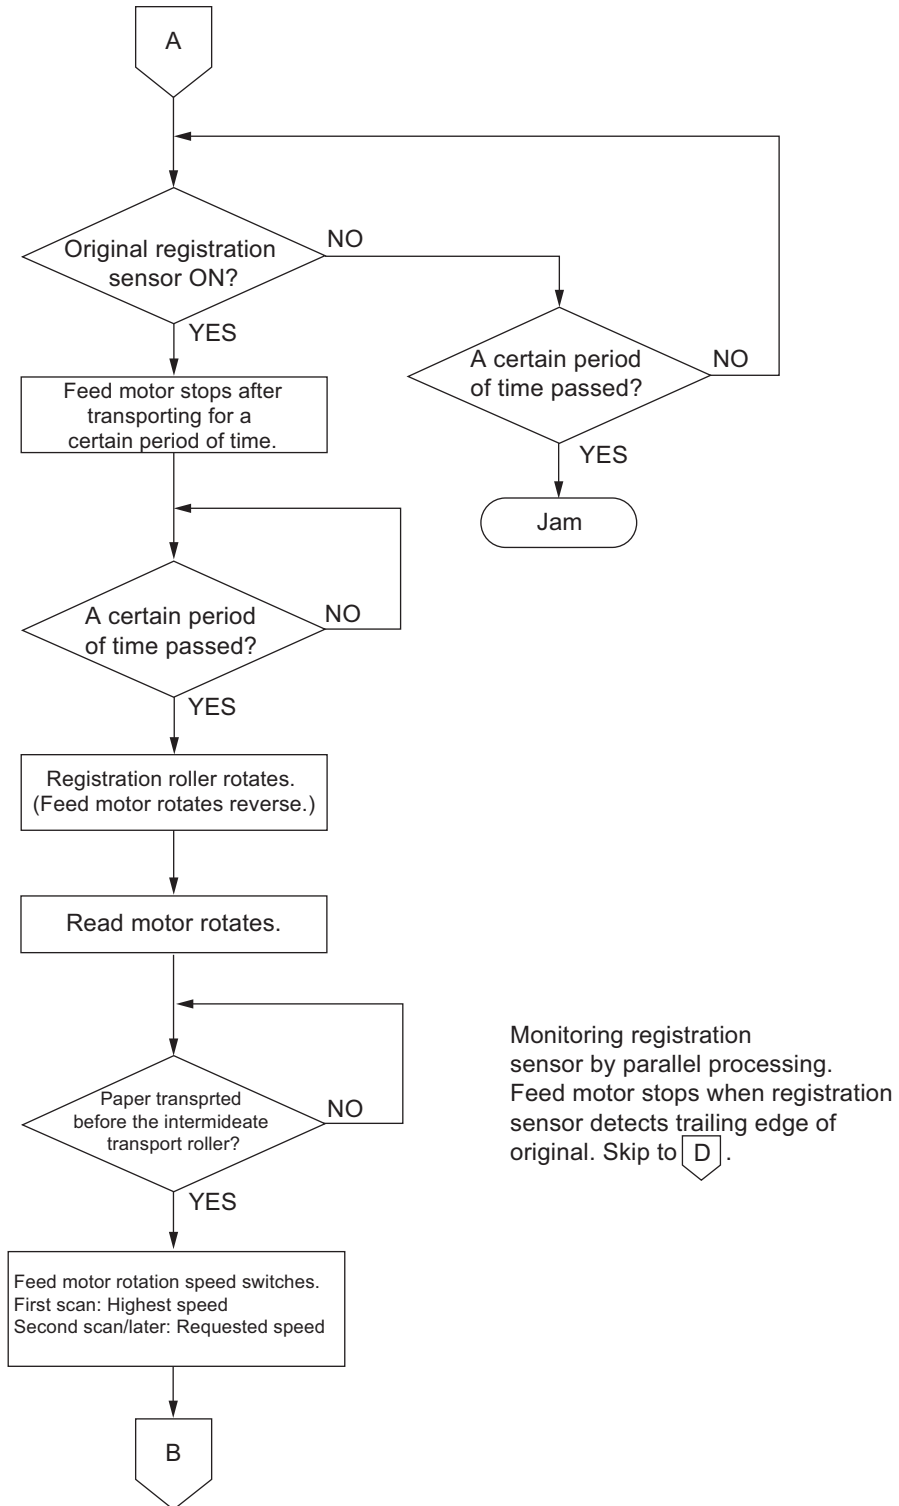 A
Original registration
sensor ON?
NO
YES
A certain period
of time passed?
NO
YES
Jam
Feed motor stops after
transporting for a
certain period of time.
A certain period
of time passed?
NO
YES
Registration roller rotates.
(Feed motor rotates reverse.)
Read motor rotates.
Paper transprted
before the intermideate
transport roller?
NO
YES
Monitoring registration
sensor by parallel processing.
Feed motor stops when registration
sensor detects trailing edge of
original. Skip to D .
Feed motor rotation speed switches.
First scan: Highest speed
Second scan/later: Requested speed
B